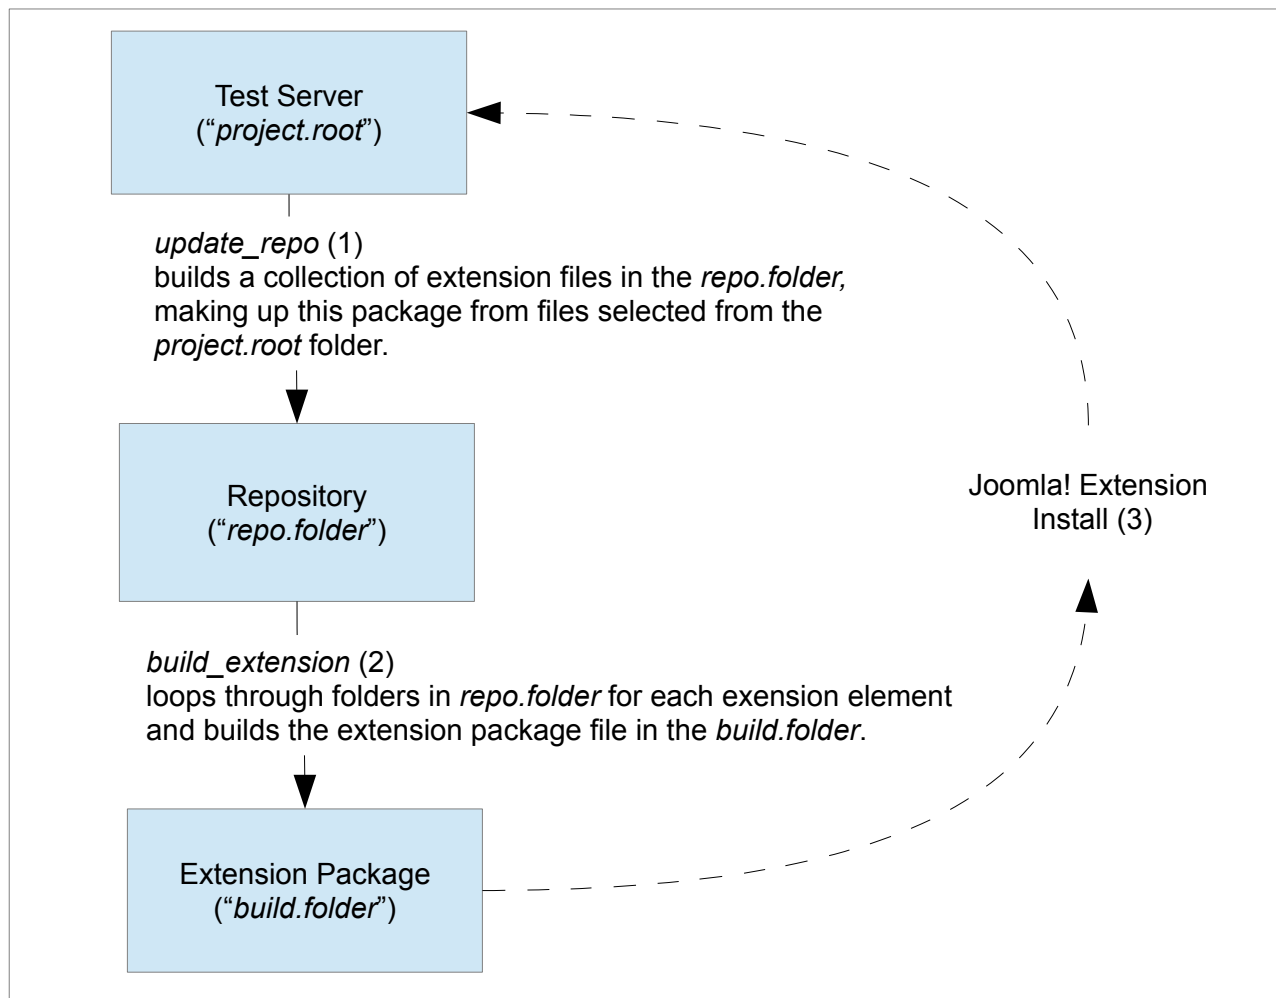 Test Server
(“project.root”)
update_repo (1)
builds a collection of extension files in the repo.folder,
making up this package from files selected from the
project.root folder.
Repository
(“repo.folder”)
Joomla! Extension
Install (3)
build_extension (2)
loops through folders in repo.folder for each exension element
and builds the extension package file in the build.folder.
Extension Package
(“build.folder”)